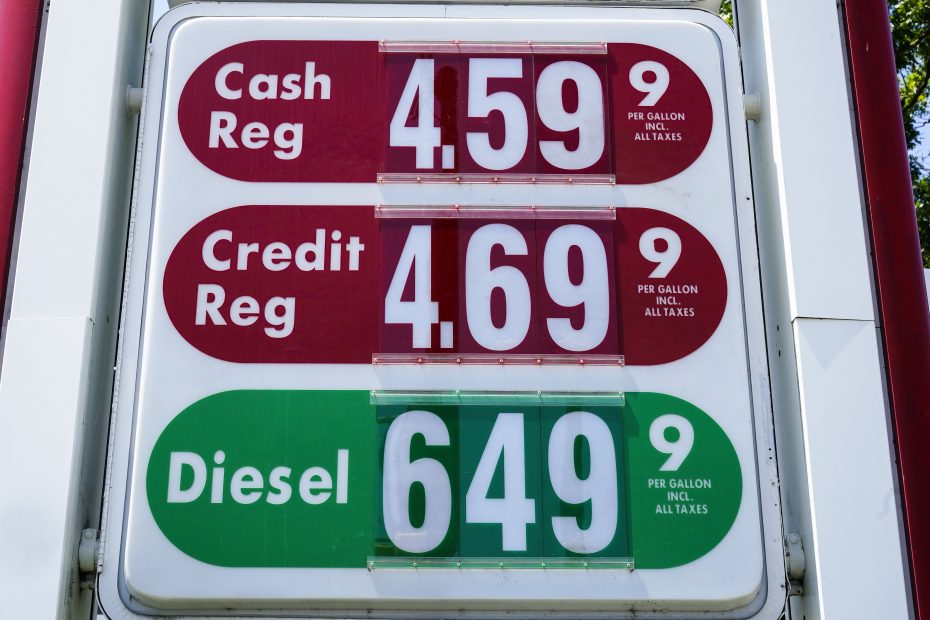 Cash
Reg
4.59
9
PER GALLON
INCL.
ALL TAXES
Credit
Reg
4.69
9
PER GALLON
INCL.
ALL TAXES
Diesel
649
9
PER GALLON
INCL.
ALL TAXES